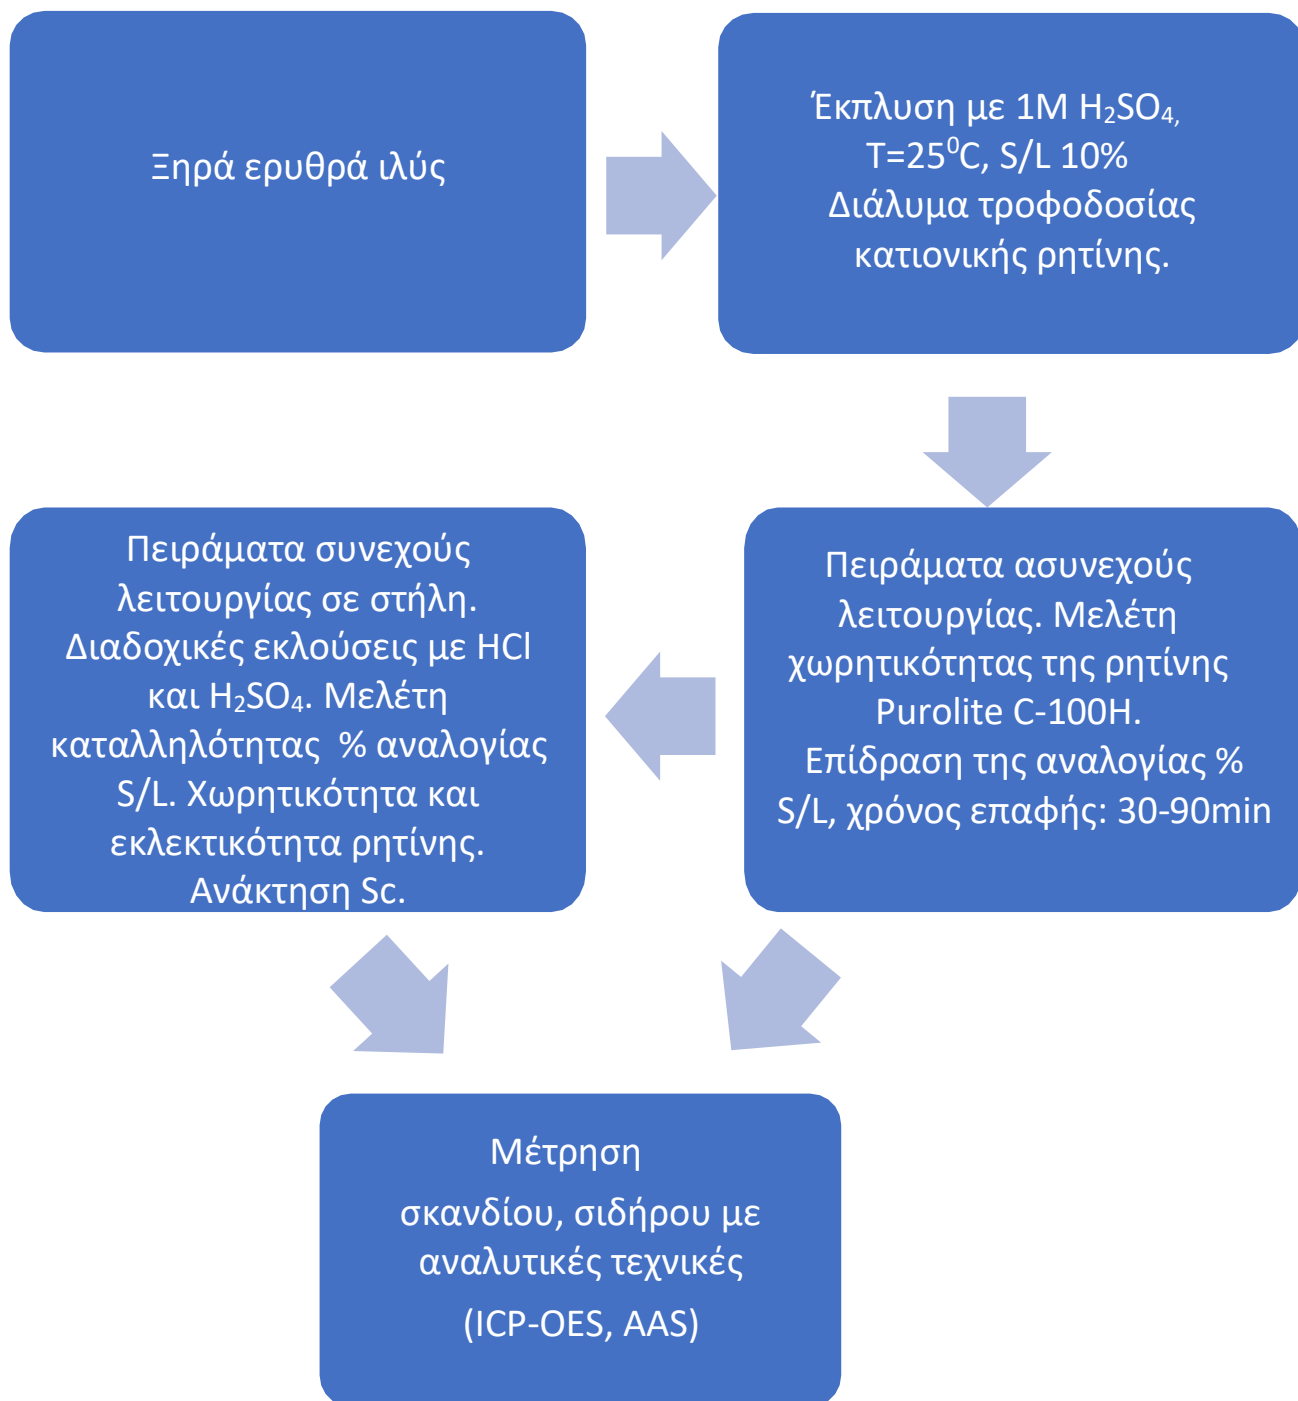 Ξηρά ερυθρά ιλύς
Έκπλυση με 1M H₂SO₄,
T=25⁰C, S/L 10%
Διάλυμα τροφοδοσίας
κατιονικής ρητίνης.
Πειράματα ασυνεχούς
λειτουργίας. Μελέτη
χωρητικότητας της ρητίνης
Purolite C-100H.
Επίδραση της αναλογίας %
S/L, χρόνος επαφής: 30-90min
Πειράματα συνεχούς
λειτουργίας σε στήλη.
Διαδοχικές εκλούσεις με HCl
και H₂SO₄. Μελέτη
καταλληλότητας % αναλογίας
S/L. Χωρητικότητα και
εκλεκτικότητα ρητίνης.
Ανάκτηση Sc.
Μέτρηση
σκανδίου, σιδήρου με
αναλυτικές τεχνικές
(ICP-OES, AAS)